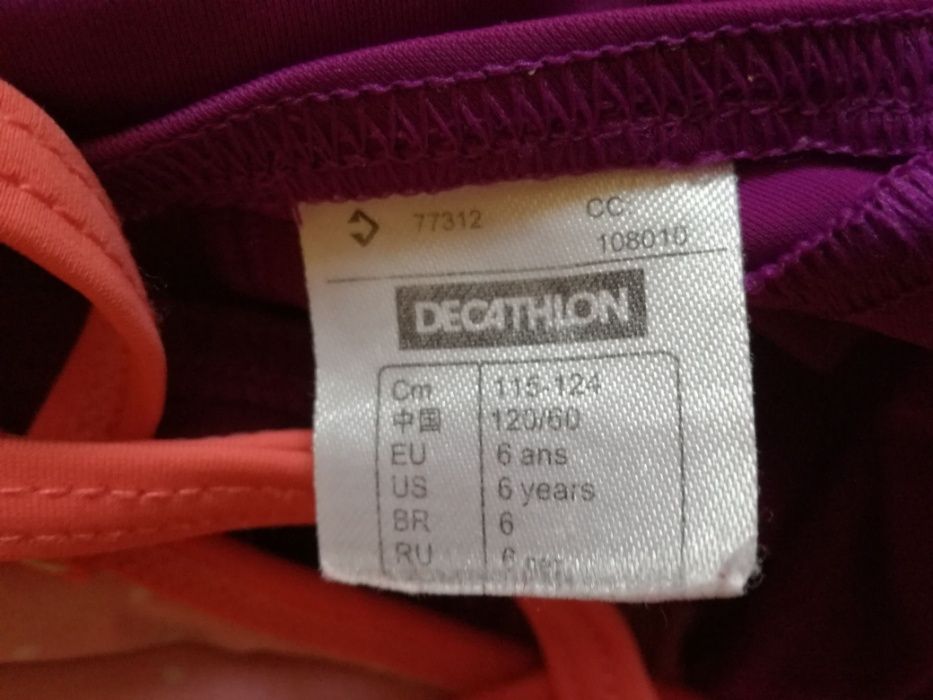 77312 CC
108010
DECATHLON
Cm 115-124
中国 120/60
EU 6 ans
US 6 years
BR 6
RU 6